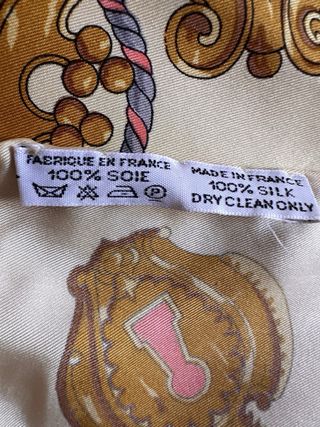 FABRIQUE EN FRANCE
100% SOIE
P
MADE IN FRANCE
100% SILK
DRY CLEAN ONLY